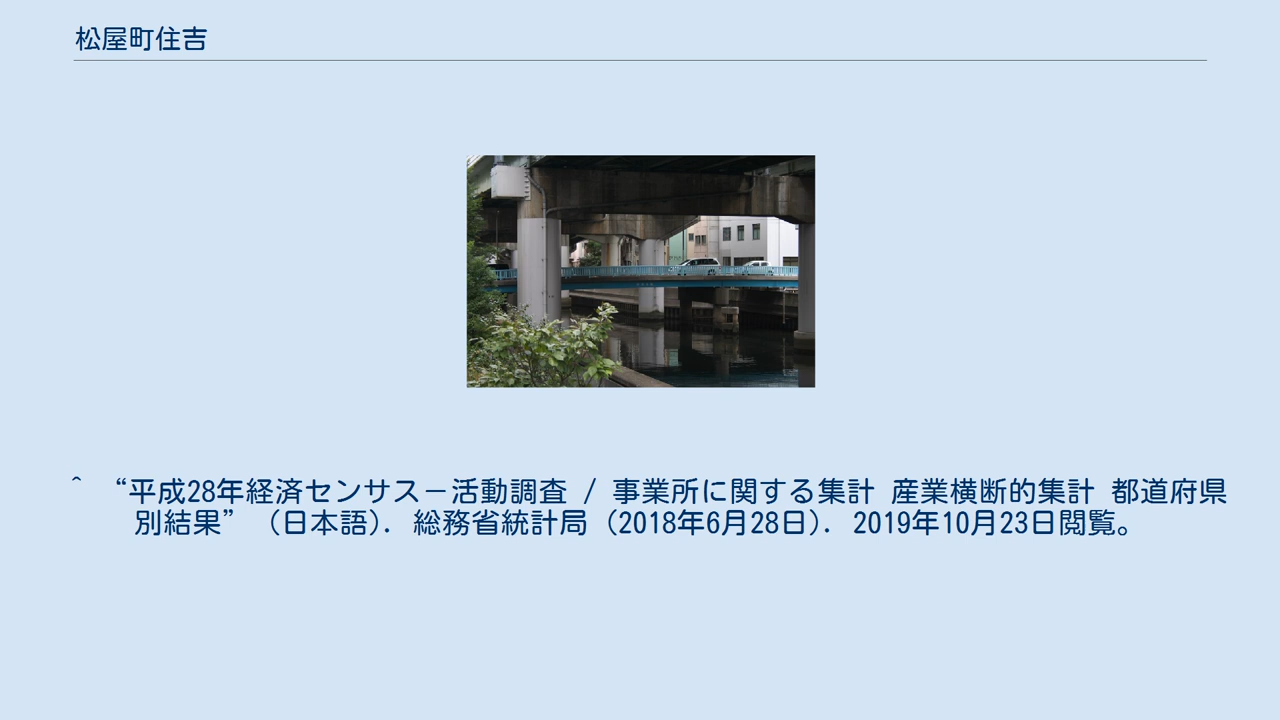 松屋町住吉
^ “平成28年経済センサス－活動調査 / 事業所に関する集計 産業横断的集計 都道府県
別結果” (日本語). 総務省統計局 (2018年6月28日). 2019年10月23日閲覧。